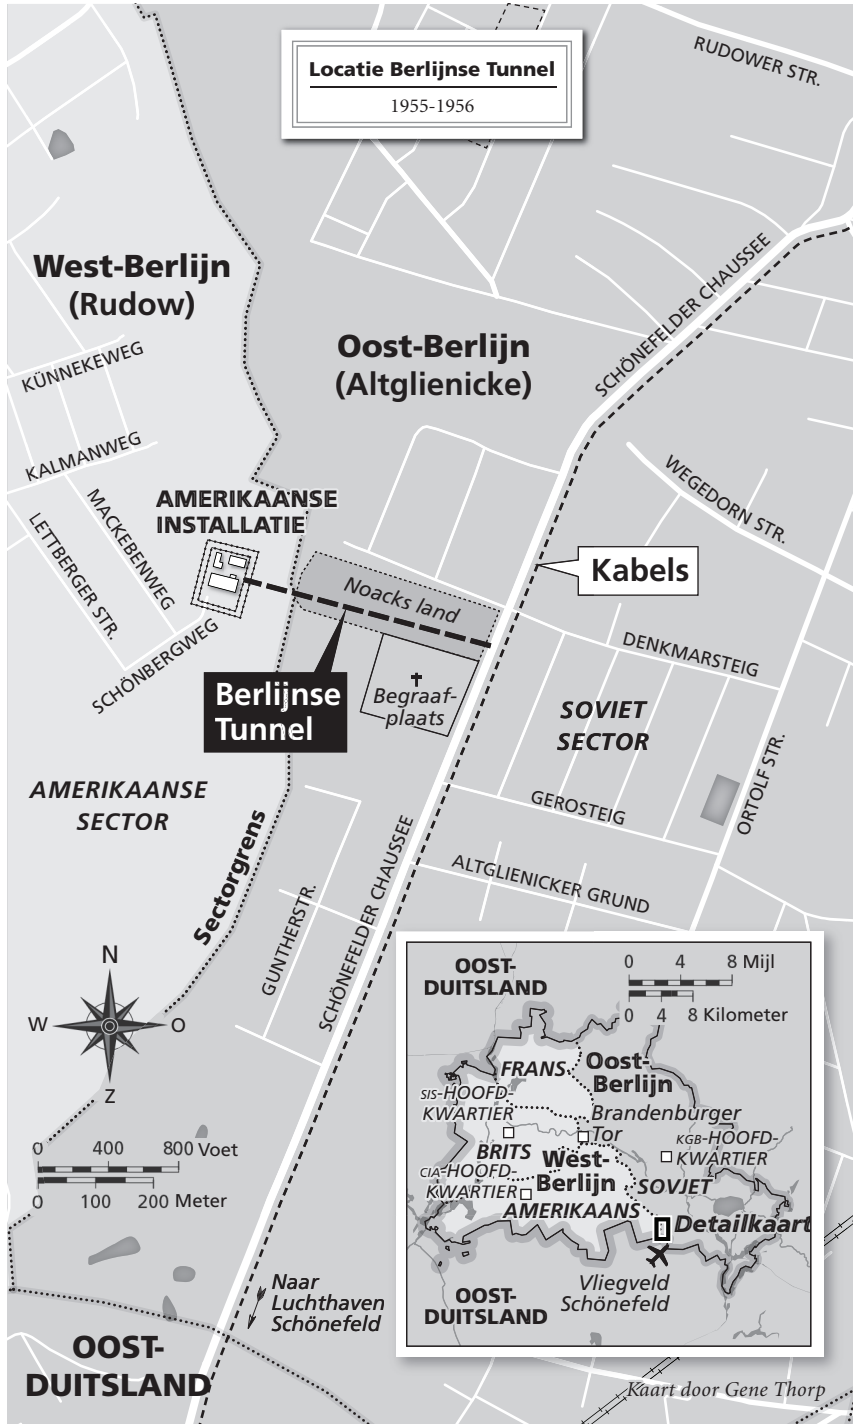 Locatie Berlijnse Tunnel
1955-1956
RUDOWER STR.
West-Berlijn
(Rudow)
SCHÖNEFELDER CHAUSSEE
Oost-Berlijn
(Altglienicke)
KÜNNEKEWEG
KALMANWEG
WEGEDORN STR.
AMERIKAANSE
INSTALLATIE
MACKEBENWEG
LETTBERGER STR.
Kabels
Noacks land
SCHÖNBERGWEG
DENKMARSTEIG
Berlijnse
Tunnel
Begraaf-
plaats
SOVIET
SECTOR
ORTOLF STR.
AMERIKAANSE
SECTOR
GEROSTEIG
Sectorgrens
SCHÖNEFELDER CHAUSSEE
ALTGLIENICKER GRUND
GUNTHERSTR.
N
W
O
Z
0 400 800 Voet
0 100 200 Meter
Naar
Luchthaven
Schönefeld
OOST-
DUITSLAND
OOST-
DUITSLAND
0 4 8 Mijl
0 4 8 Kilometer
FRANS
Oost-
Berlijn
SIS-HOOFD-
KWARTIER
Brandenburger
Tor
KGB-HOOFD-
KWARTIER
BRITS
West-
Berlijn
CIA-HOOFD-
KWARTIER
SOVJET
AMERIKAANS
Detailkaart
Vliegveld
Schönefeld
OOST-
DUITSLAND
Kaart door Gene Thorp